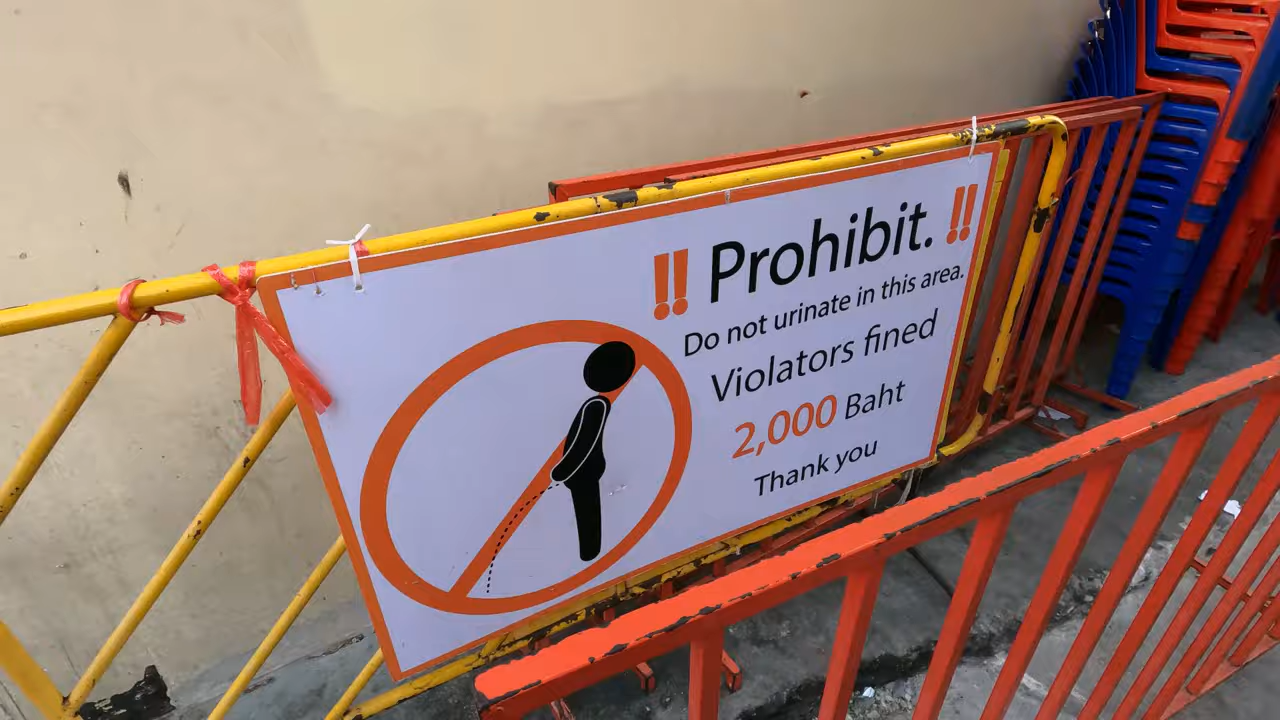 !! Prohibit. !!
Do not urinate in this area.
Violators fined
2,000 Baht
Thank you